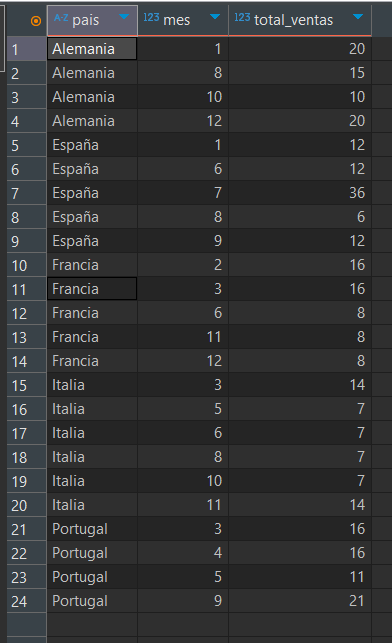 A-Z pais 123 mes 123 total_ventas
1 Alemania 1 20
2 Alemania 8 15
3 Alemania 10 10
4 Alemania 12 20
5 España 1 12
6 España 6 12
7 España 7 36
8 España 8 6
9 España 9 12
10 Francia 2 16
11 Francia 3 16
12 Francia 6 8
13 Francia 11 8
14 Francia 12 8
15 Italia 3 14
16 Italia 5 7
17 Italia 6 7
18 Italia 8 7
19 Italia 10 7
20 Italia 11 14
21 Portugal 3 16
22 Portugal 4 16
23 Portugal 5 11
24 Portugal 9 21